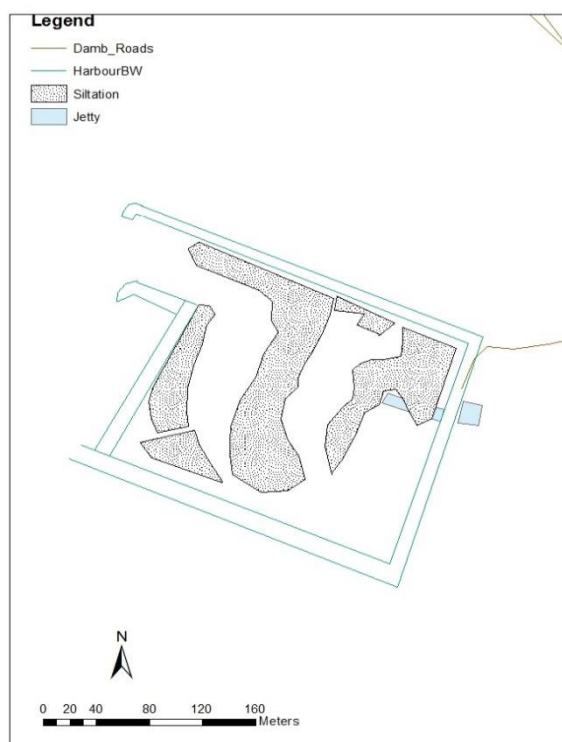 Legend
Damb_Roads
HarbourBW
Siltation
Jetty
N
0 20 40 80 120 160
Meters